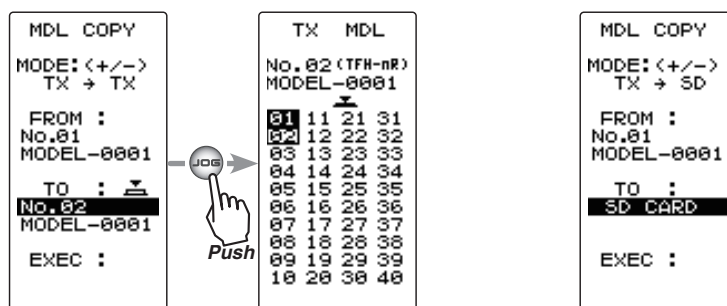 MDL COPY
MODE:(+/-)
TX → TX
FROM :
No.01
MODEL-0001
TO :
No.02
MODEL-0001
EXEC :
JOG
Push
TX MDL
No.02(TFH-nR)
MODEL-0001
01 11 21 31
02 12 22 32
03 13 23 33
04 14 24 34
05 15 25 35
06 16 26 36
07 17 27 37
08 18 28 38
09 19 29 39
10 20 30 40
MDL COPY
MODE:(+/-)
TX → SD
FROM :
No.01
MODEL-0001
TO :
SD CARD
EXEC :